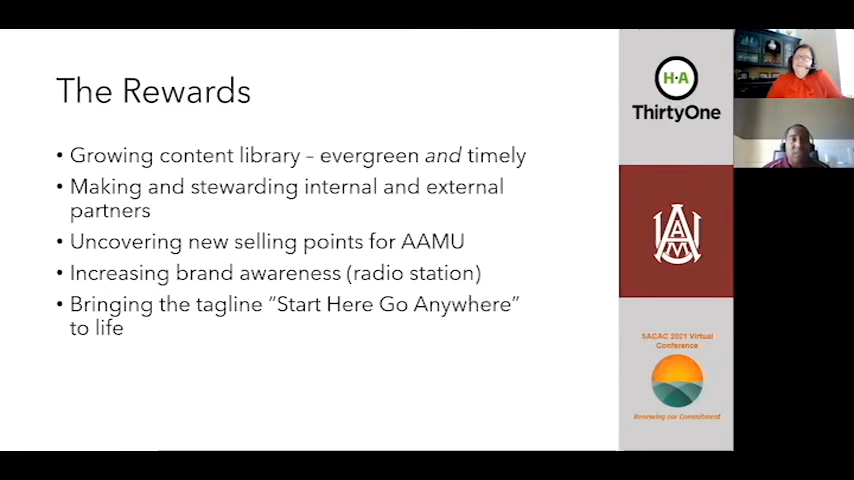 The Rewards
• Growing content library – evergreen and timely
• Making and stewarding internal and external
partners
• Uncovering new selling points for AAMU
• Increasing brand awareness (radio station)
• Bringing the tagline “Start Here Go Anywhere”
to life
H·A
ThirtyOne
AAMU
SACAC 2021 Virtual
Conference
Renewing our Commitment